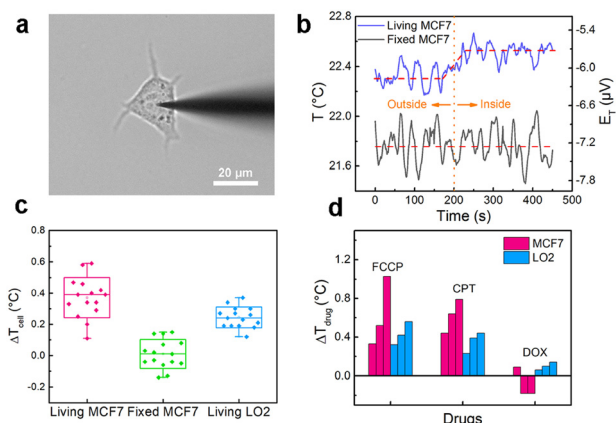 a
20 μm
b
Living MCF7
Fixed MCF7
22.8
22.4
22.0
21.6
T (°C)
Outside
Inside
-5.4
-6.0
-6.6
-7.2
-7.8
E_T (μV)
0 100 200 300 400 500
Time (s)
c
0.8
0.6
0.4
0.2
0.0
-0.2
ΔT_cell (°C)
Living MCF7 Fixed MCF7 Living LO2
d
MCF7
LO2
1.2
0.8
0.4
0.0
ΔT_drug (°C)
FCCP
CPT
DOX
Drugs